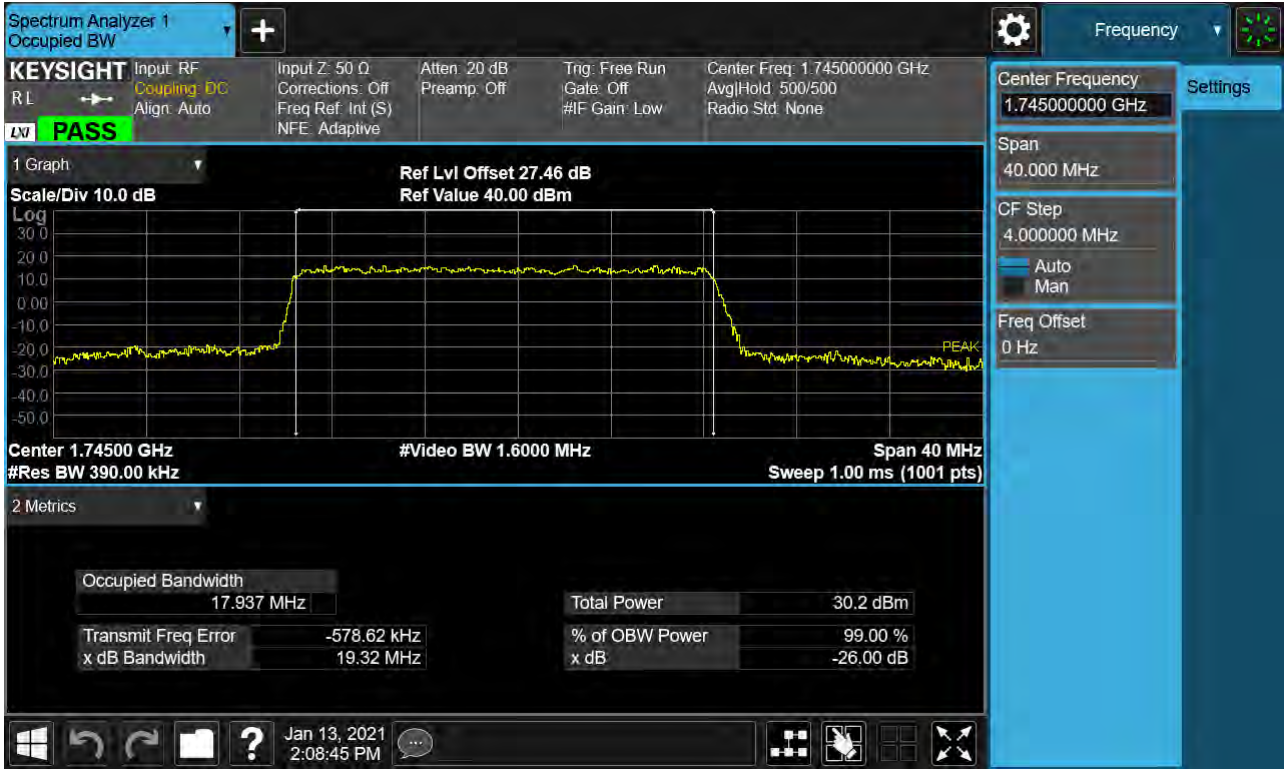 Spectrum Analyzer 1
Occupied BW
+
Frequency
KEYSIGHT
RL
LXI PASS
Input: RF
Coupling: DC
Align: Auto
Input Z: 50 Ω
Corrections: Off
Freq Ref: Int (S)
NFE: Adaptive
Atten: 20 dB
Preamp: Off
Trig: Free Run
Gate: Off
#IF Gain: Low
Center Freq: 1.745000000 GHz
Avg|Hold: 500/500
Radio Std: None
Center Frequency
1.745000000 GHz
Settings
Span
40.000 MHz
CF Step
4.000000 MHz
Auto
Man
Freq Offset
0 Hz
1 Graph
Scale/Div 10.0 dB
Ref Lvl Offset 27.46 dB
Ref Value 40.00 dBm
Log
30.0
20.0
10.0
0.00
-10.0
-20.0
-30.0
-40.0
-50.0
PEAK
Center 1.74500 GHz
#Res BW 390.00 kHz
#Video BW 1.6000 MHz
Span 40 MHz
Sweep 1.00 ms (1001 pts)
2 Metrics
Occupied Bandwidth
17.937 MHz
Transmit Freq Error -578.62 kHz
x dB Bandwidth 19.32 MHz
Total Power 30.2 dBm
% of OBW Power 99.00 %
x dB -26.00 dB
?
Jan 13, 2021
2:08:45 PM